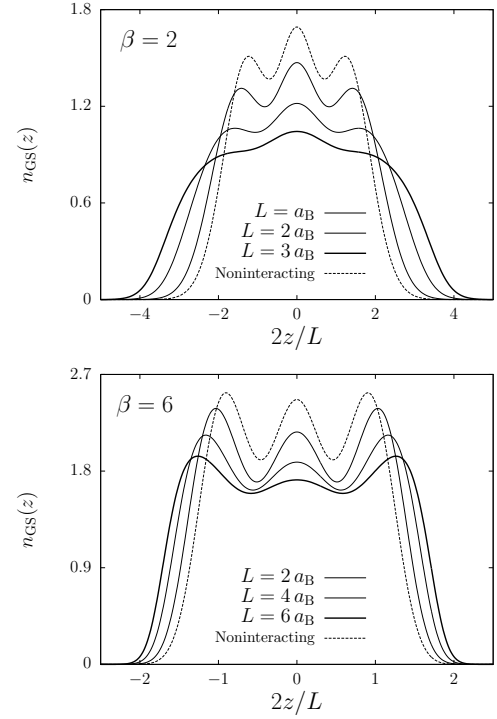 1.8
β = 2
1.2
n_GS(z)
0.6
L = a_B
L = 2 a_B
L = 3 a_B
Noninteracting
0
−4 −2 0 2 4
2z/L
2.7
β = 6
1.8
n_GS(z)
0.9
L = 2 a_B
L = 4 a_B
L = 6 a_B
Noninteracting
0
−2 −1 0 1 2
2z/L